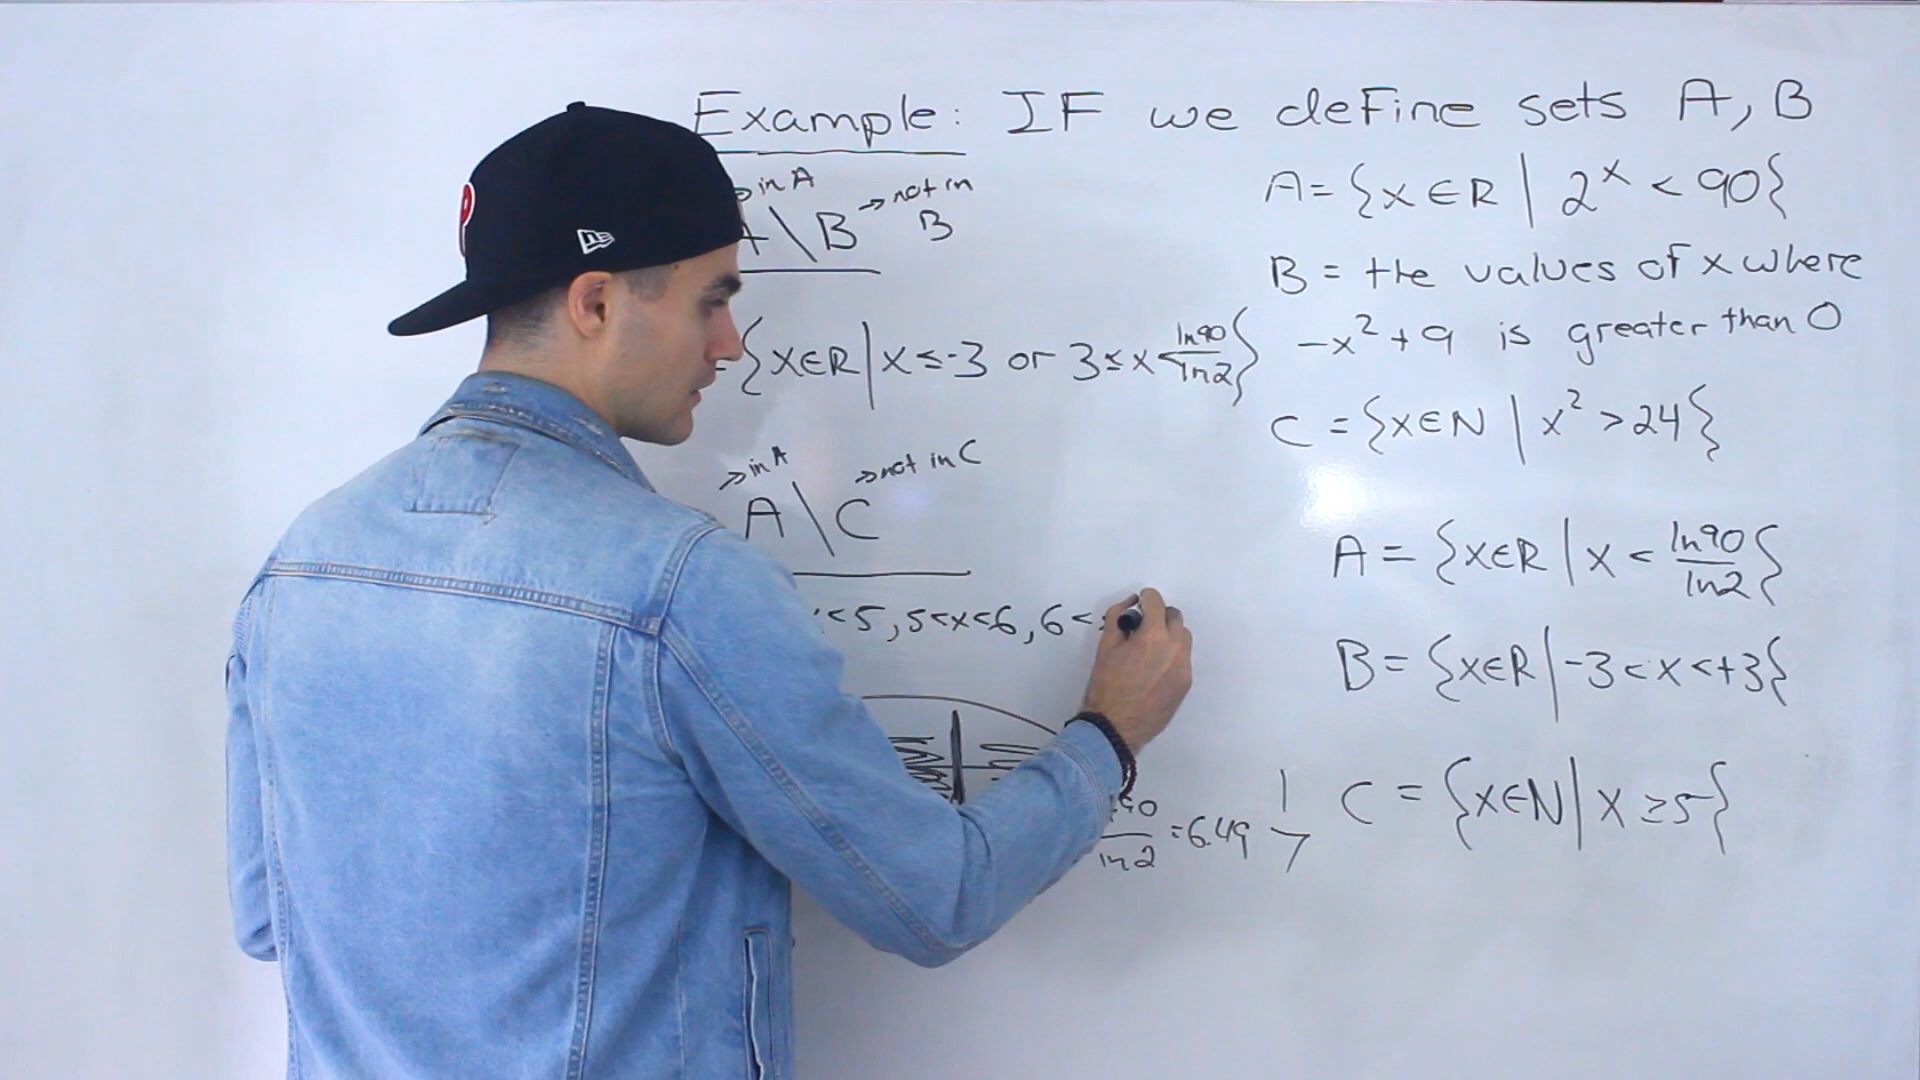 Example: IF we define sets A, B
in A
A \ B → not in B
= {x∈R | x ≤ -3 or 3 ≤ x < ln90/ln2}
→ in A → not in C
A \ C
<5, 5<x<6, 6<
ln2 = 6.49
A = {x ∈ R | 2^x < 90}
B = the values of x where
-x² + 9 is greater than 0
C = {x∈N | x² > 24}
A = {x∈R | x < ln90/ln2}
B = {x∈R | -3 < x < +3}
C = {x∈N | x ≥ 5}